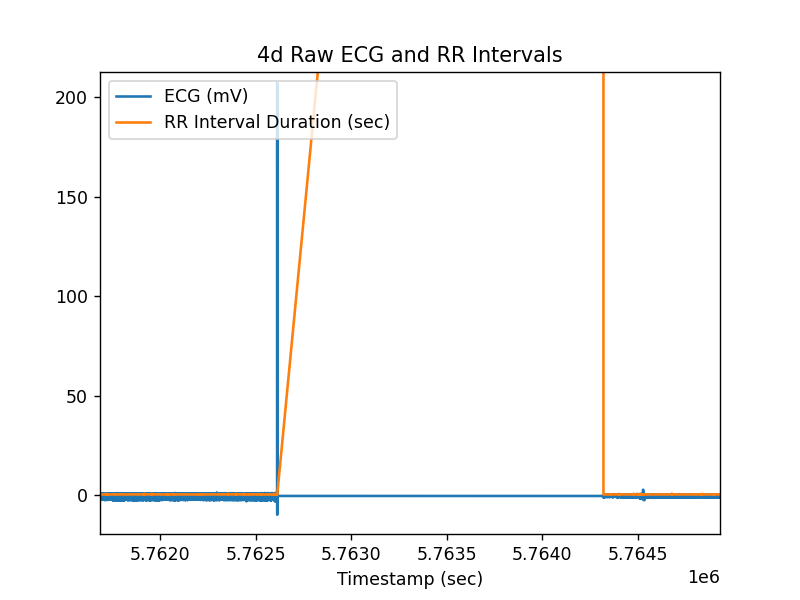 4d Raw ECG and RR Intervals
ECG (mV)
RR Interval Duration (sec)
200
150
100
50
0
5.7620 5.7625 5.7630 5.7635 5.7640 5.7645
1e6
Timestamp (sec)